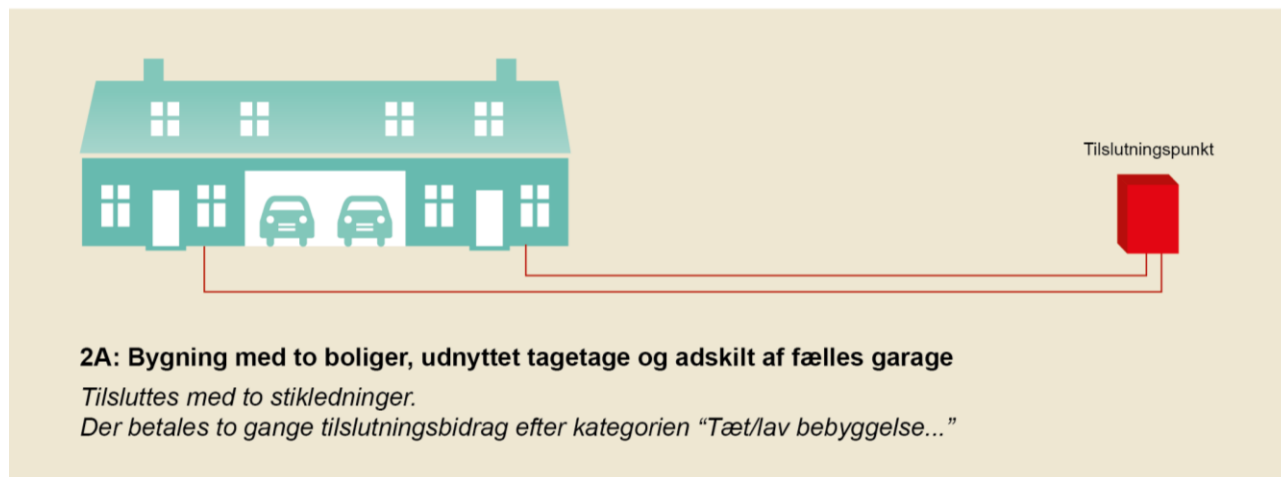 Tilslutningspunkt
2A: Bygning med to boliger, udnyttet tagetage og adskilt af fælles garage
Tilsluttes med to stikledninger.
Der betales to gange tilslutningsbidrag efter kategorien “Tæt/lav bebyggelse...”